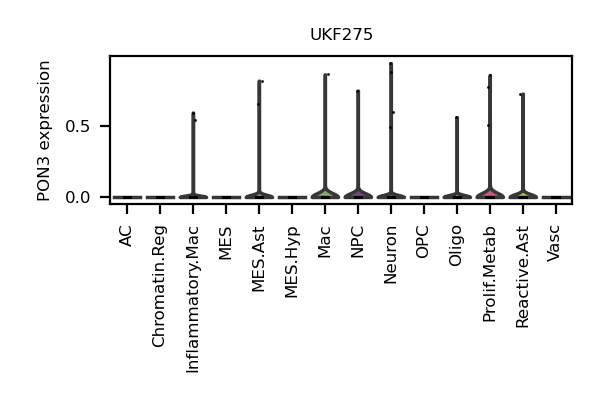 UKF275
PON3 expression
0.5
0.0
AC
Chromatin.Reg
Inflammatory.Mac
MES
MES.Ast
MES.Hyp
Mac
NPC
Neuron
OPC
Oligo
Prolif.Metab
Reactive.Ast
Vasc